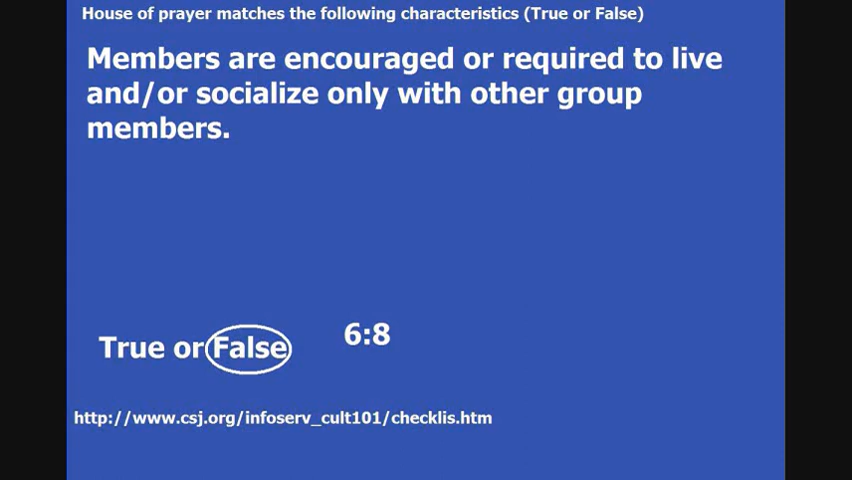 House of prayer matches the following characteristics (True or False)
Members are encouraged or required to live
and/or socialize only with other group
members.
True or False
6:8
http://www.csj.org/infoserv_cult101/checklis.htm